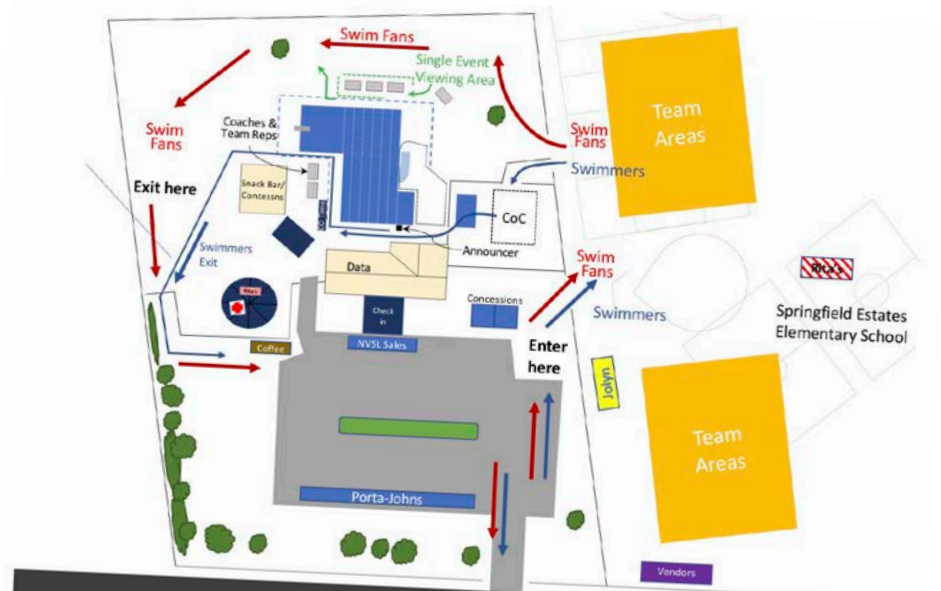 Swim Fans
Single Event
Viewing Area
Team
Areas
Coaches &
Team Reps
Swim
Fans
Swim
Fans
Swimmers
Exit here
Snack Bar/
Concessns
CoC
Swimmers
Exit
Announcer
Swim
Fans
Data
Rita's
Rita's
Concessions
Swimmers
Springfield Estates
Elementary School
Check
in
Coffee
NVSL Sales
Enter
here
Jolyn
Team
Areas
Porta-Johns
Vendors